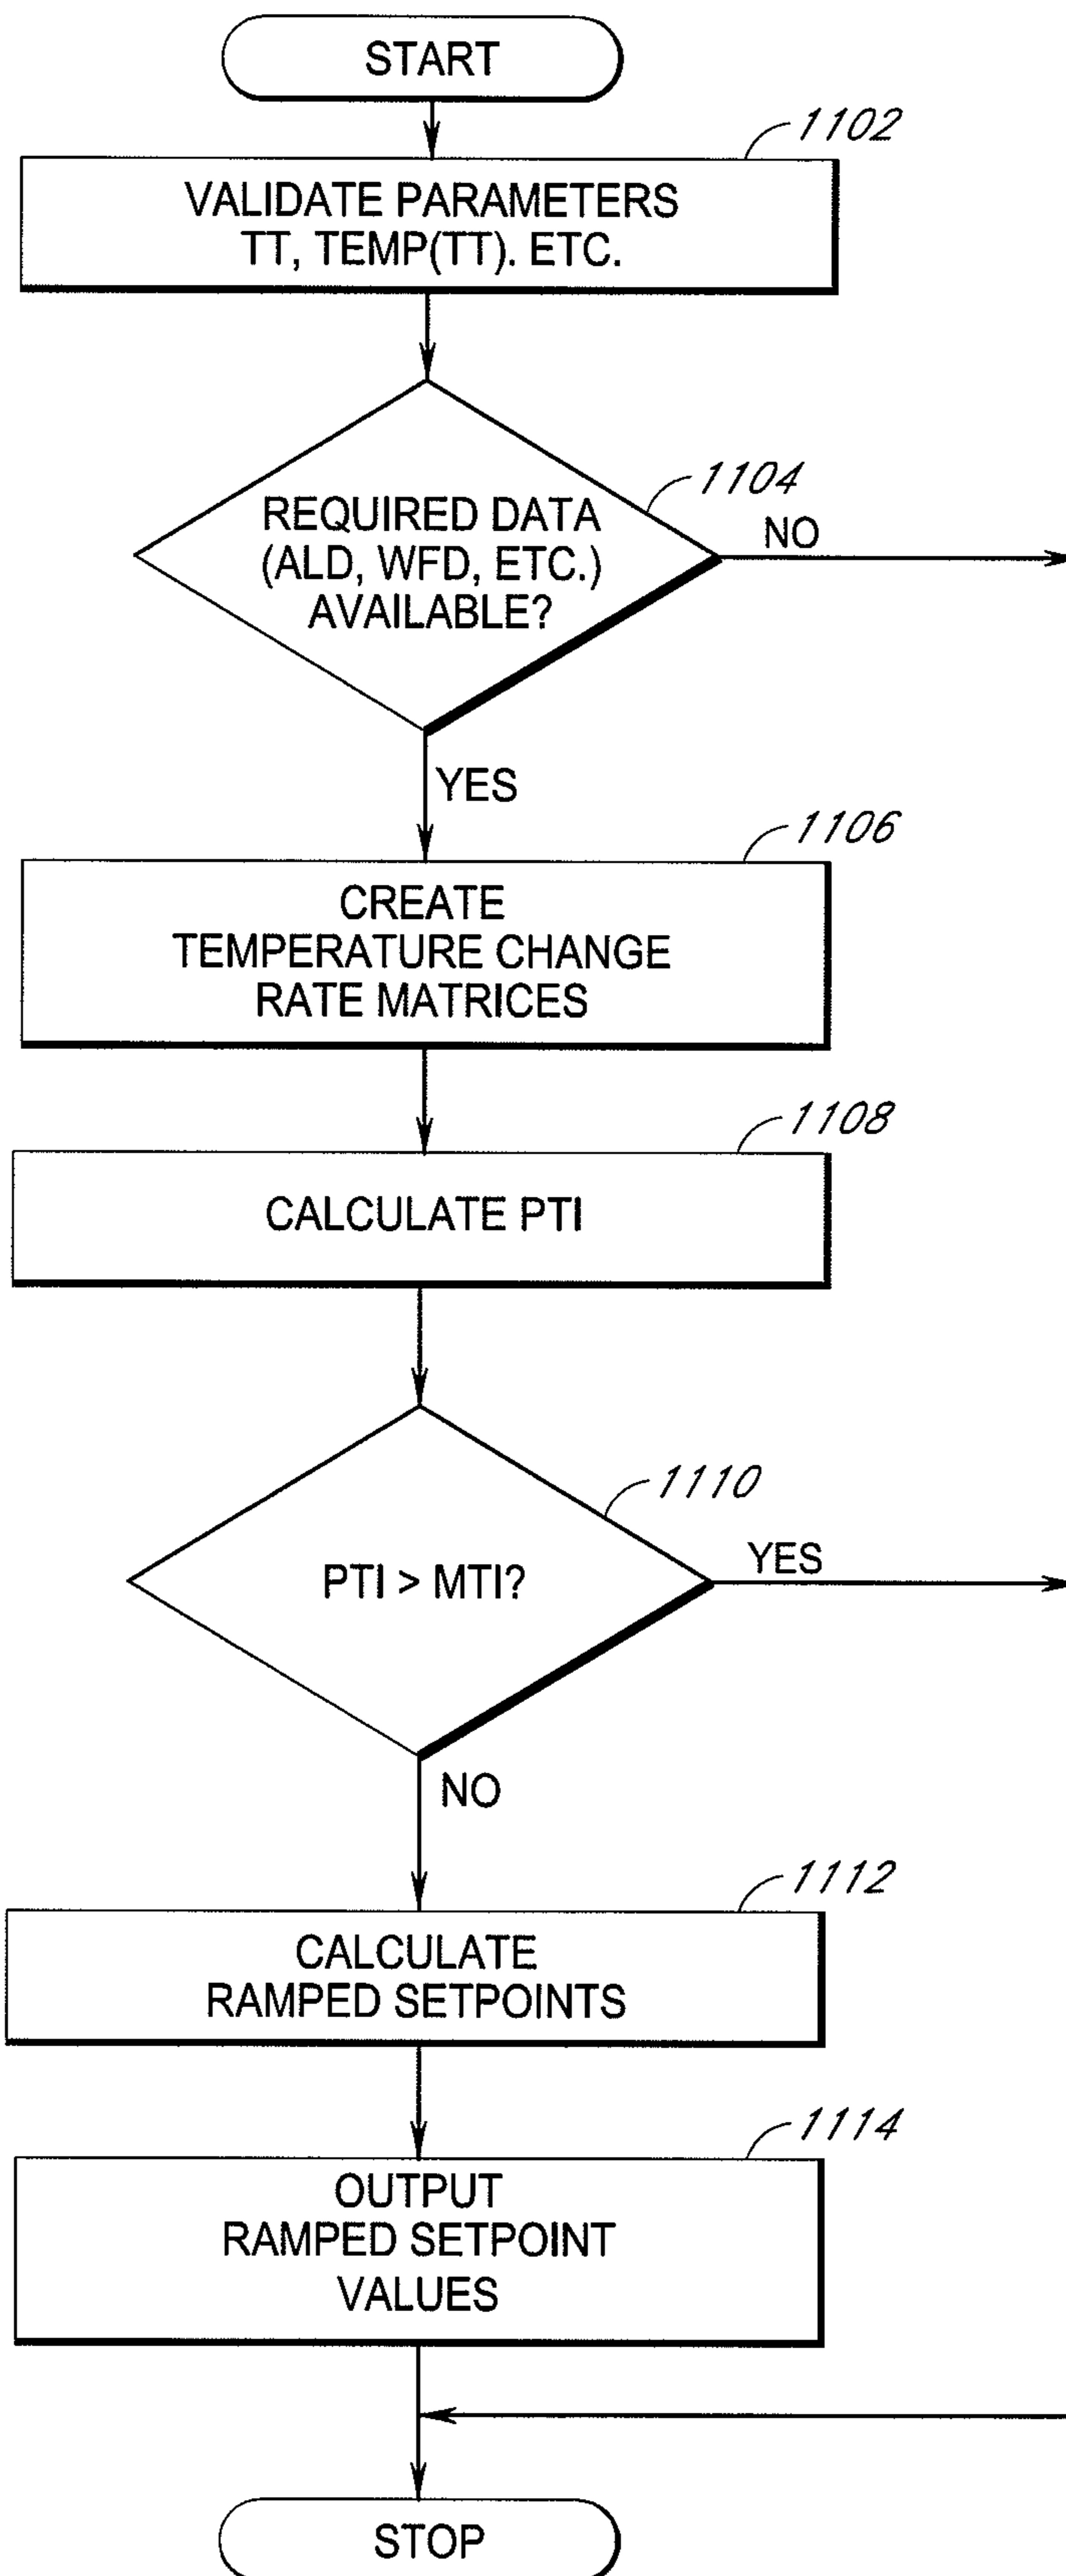 START
1102
VALIDATE PARAMETERS
TT, TEMP(TT). ETC.
1104
REQUIRED DATA
(ALD, WFD, ETC.)
AVAILABLE?
NO
YES
1106
CREATE
TEMPERATURE CHANGE
RATE MATRICES
1108
CALCULATE PTI
1110
PTI > MTI?
YES
NO
1112
CALCULATE
RAMPED SETPOINTS
1114
OUTPUT
RAMPED SETPOINT
VALUES
STOP